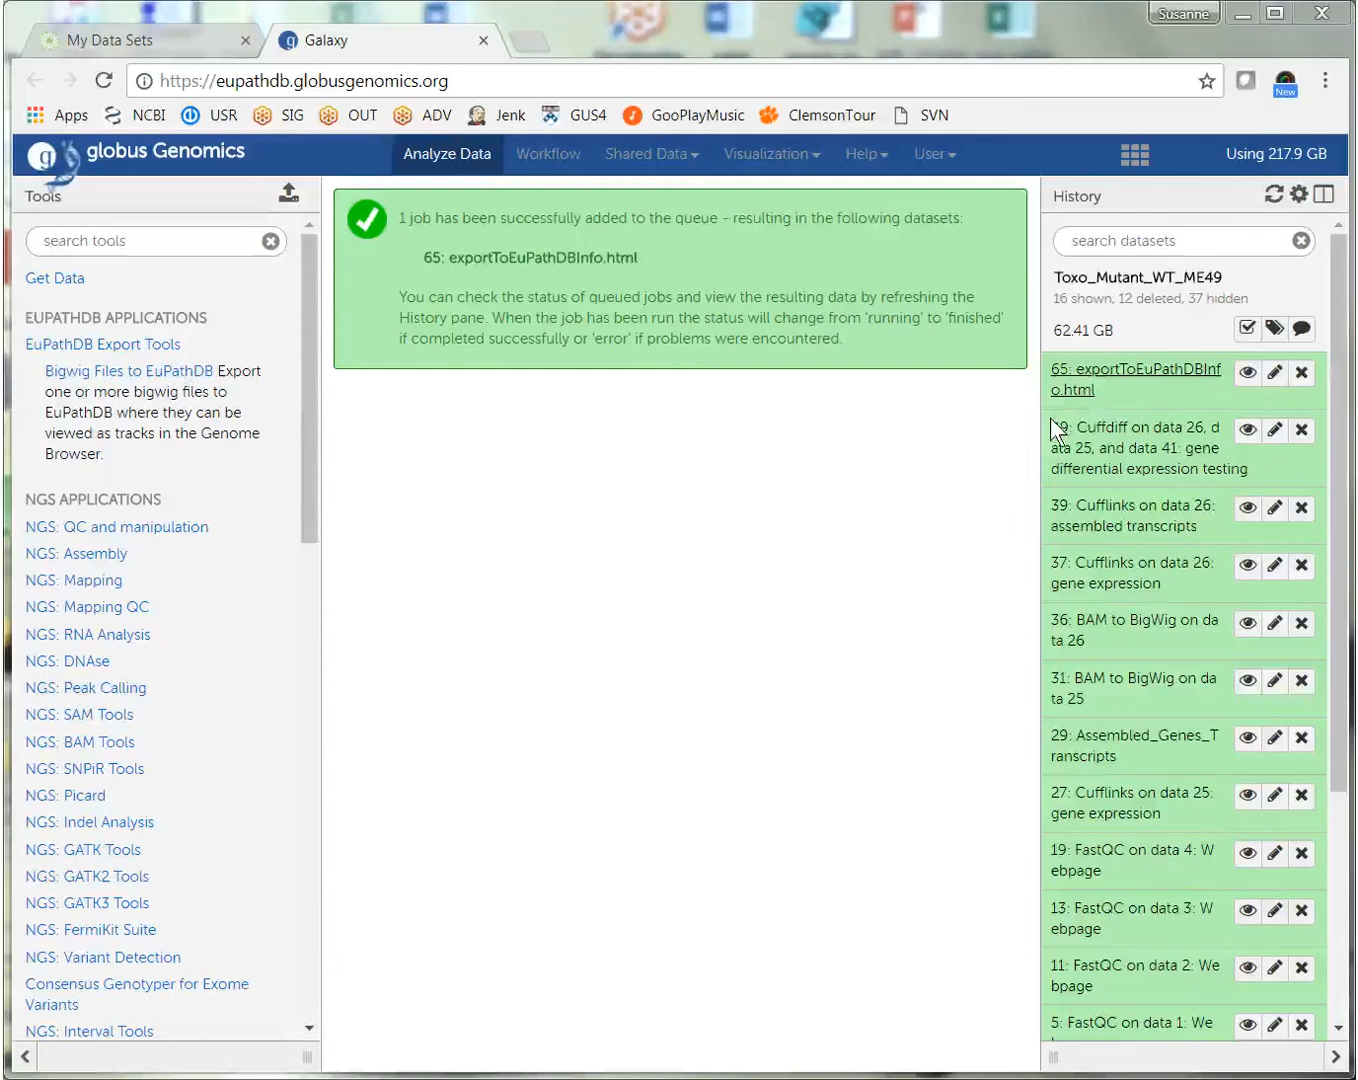 Susanne
My Data Sets
Galaxy
https://eupathdb.globusgenomics.org
New
Apps NCBI USR SIG OUT ADV Jenk GUS4 GooPlayMusic ClemsonTour SVN
g globus Genomics
Analyze Data Workflow Shared Data Visualization Help User Using 217.9 GB
Tools
search tools
Get Data
EUPATHDB APPLICATIONS
EuPathDB Export Tools
Bigwig Files to EuPathDB Export
one or more bigwig files to
EuPathDB where they can be
viewed as tracks in the Genome
Browser.
NGS APPLICATIONS
NGS: QC and manipulation
NGS: Assembly
NGS: Mapping
NGS: Mapping QC
NGS: RNA Analysis
NGS: DNAse
NGS: Peak Calling
NGS: SAM Tools
NGS: BAM Tools
NGS: SNPiR Tools
NGS: Picard
NGS: Indel Analysis
NGS: GATK Tools
NGS: GATK2 Tools
NGS: GATK3 Tools
NGS: FermiKit Suite
NGS: Variant Detection
Consensus Genotyper for Exome
Variants
NGS: Interval Tools
1 job has been successfully added to the queue - resulting in the following datasets:
65: exportToEuPathDBInfo.html
You can check the status of queued jobs and view the resulting data by refreshing the
History pane. When the job has been run the status will change from 'running' to 'finished'
if completed successfully or 'error' if problems were encountered.
History
search datasets
Toxo_Mutant_WT_ME49
16 shown, 12 deleted, 37 hidden
62.41 GB
65: exportToEuPathDBInf
o.html
Cuffdiff on data 26, d
ata 25, and data 41: gene
differential expression testing
39: Cufflinks on data 26:
assembled transcripts
37: Cufflinks on data 26:
gene expression
36: BAM to BigWig on da
ta 26
31: BAM to BigWig on da
ta 25
29: Assembled_Genes_T
ranscripts
27: Cufflinks on data 25:
gene expression
19: FastQC on data 4: W
ebpage
13: FastQC on data 3: W
ebpage
11: FastQC on data 2: We
bpage
5: FastQC on data 1: We